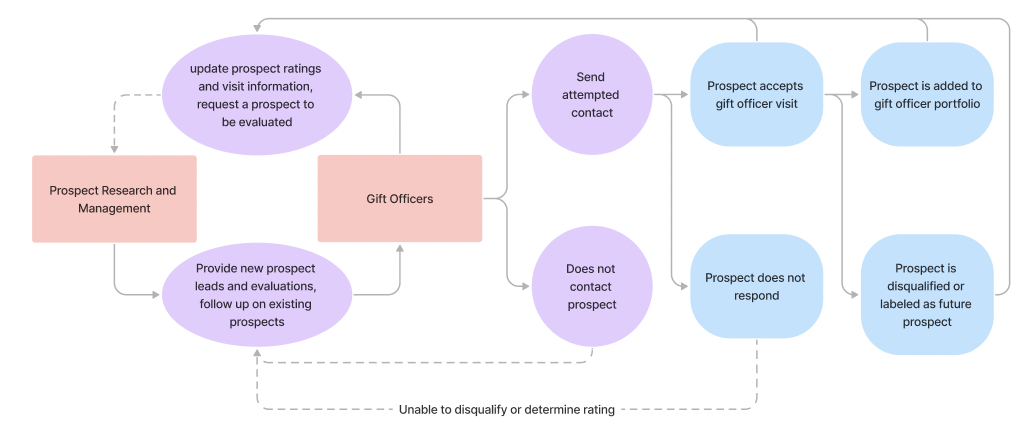 update prospect ratings
and visit information,
request a prospect to
be evaluated
Send
attempted
contact
Prospect accepts
gift officer visit
Prospect is added to
gift officer portfolio
Prospect Research and
Management
Gift Officers
Provide new prospect
leads and evaluations,
follow up on existing
prospects
Does not
contact
prospect
Prospect does not
respond
Prospect is
disqualified or
labeled as future
prospect
Unable to disqualify or determine rating